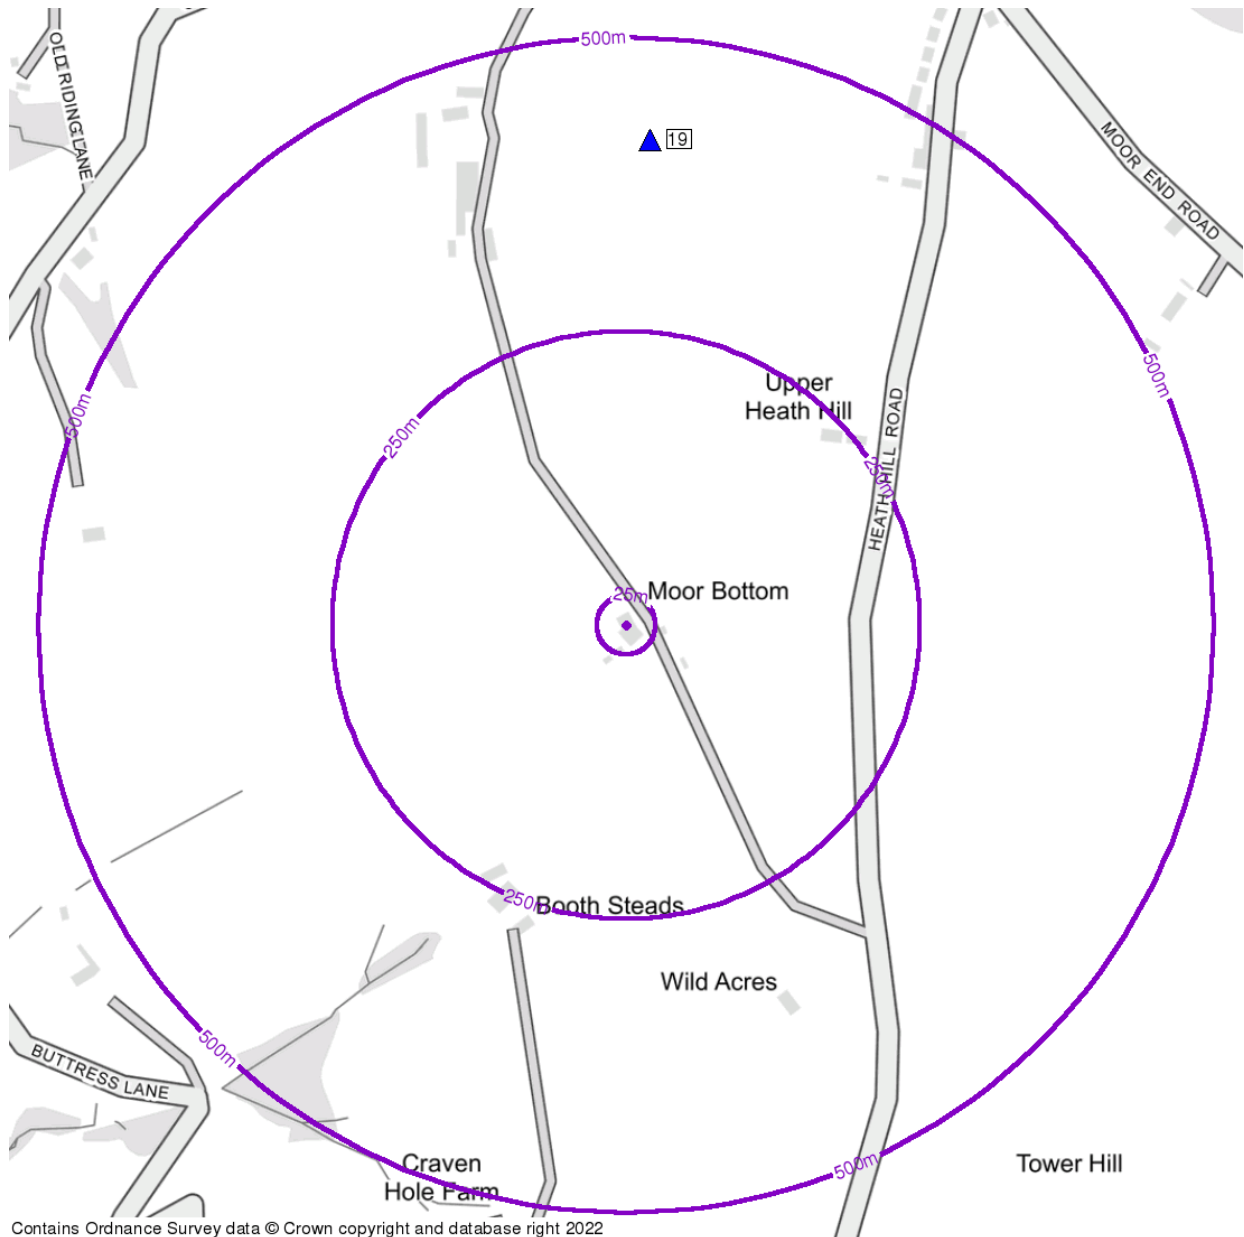 500m
OLD RIDING LANE
19
MOOR END ROAD
500m
Upper
Heath Hill
HEATH HILL ROAD
500m
250m
250m
Moor Bottom
25m
250m
Booth Steads
Wild Acres
500m
BUTTRESS LANE
500m
Craven
Hole Farm
Tower Hill
Contains Ordnance Survey data © Crown copyright and database right 2022